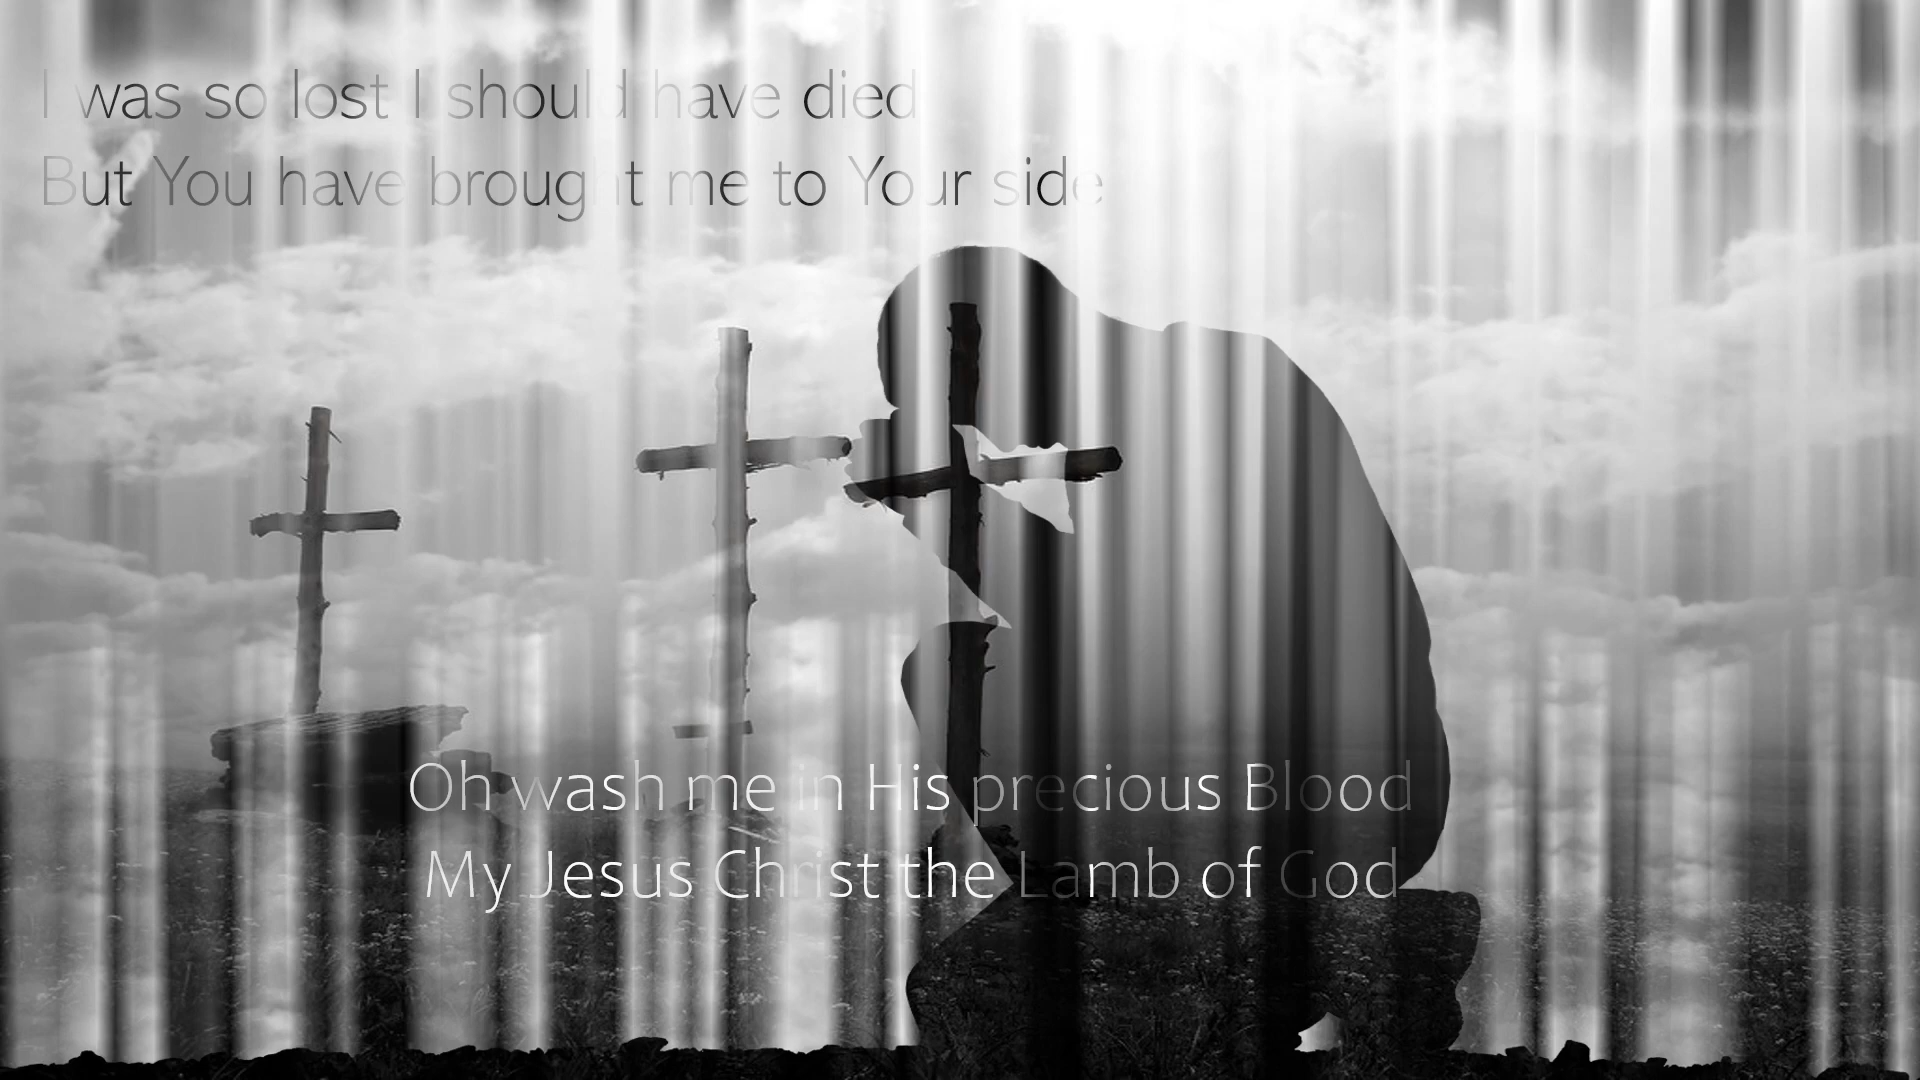 I was so lost I should have died
But You have brought me to Your side
Oh wash me in His precious Blood
My Jesus Christ the Lamb of God